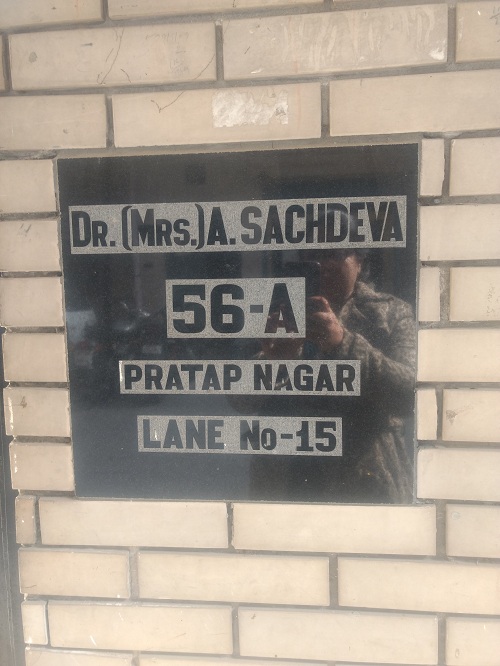 DR. (MRS.) A. SACHDEVA
56-A
PRATAP NAGAR
LANE No-15